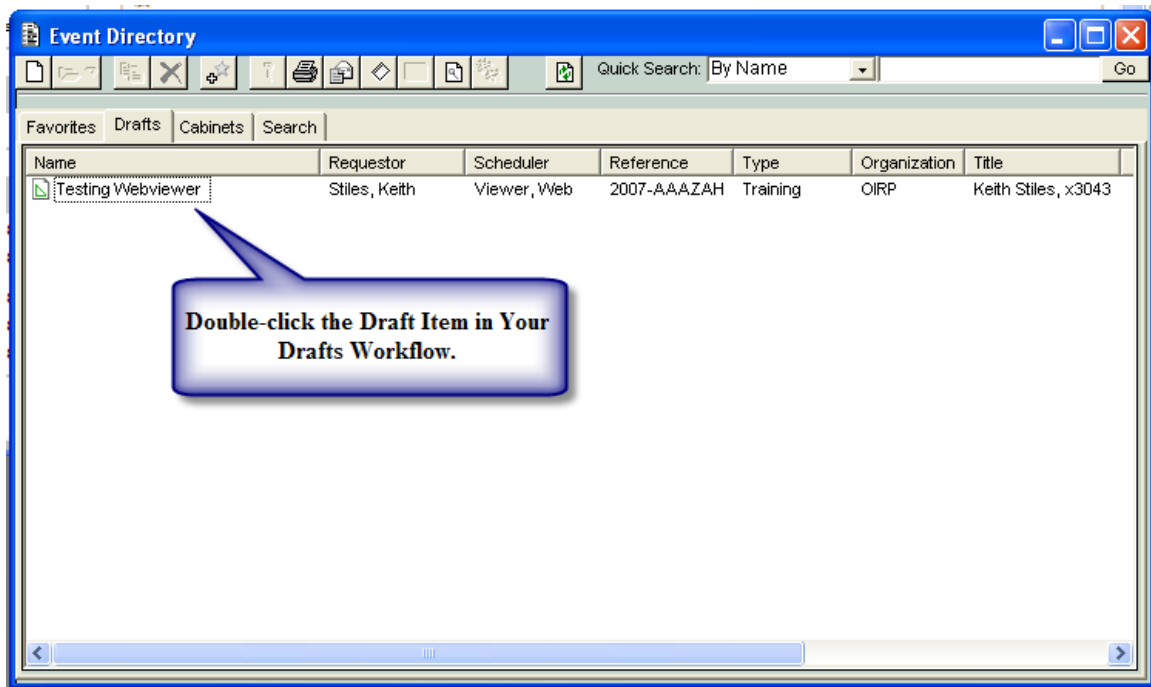 Event Directory
Quick Search: By Name Go
Favorites Drafts Cabinets Search
Name Requestor Scheduler Reference Type Organization Title
Testing Webviewer Stiles, Keith Viewer, Web 2007-AAAZAH Training OIRP Keith Stiles, x3043
Double-click the Draft Item in Your
Drafts Workflow.